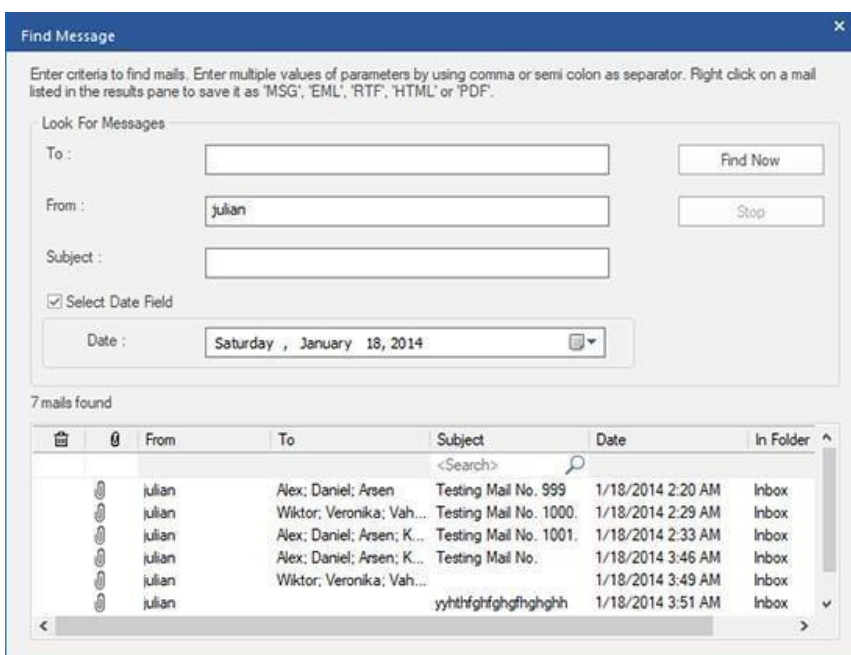 Find Message
Enter criteria to find mails. Enter multiple values of parameters by using comma or semi colon as separator. Right click on a mail
listed in the results pane to save it as 'MSG', 'EML', 'RTF', 'HTML' or 'PDF'.
Look For Messages
To :
Find Now
From :
julian
Stop
Subject :
Select Date Field
Date :
Saturday , January 18, 2014
7 mails found
From To Subject Date In Folder
<Search>
julian Alex; Daniel; Arsen Testing Mail No. 999 1/18/2014 2:20 AM Inbox
julian Wiktor; Veronika; Vah... Testing Mail No. 1000. 1/18/2014 2:29 AM Inbox
julian Alex; Daniel; Arsen; K... Testing Mail No. 1001. 1/18/2014 2:33 AM Inbox
julian Alex; Daniel; Arsen; K... Testing Mail No. 1/18/2014 3:46 AM Inbox
julian Wiktor; Veronika; Vah... 1/18/2014 3:49 AM Inbox
julian yyhthfghfghgfhghghh 1/18/2014 3:51 AM Inbox